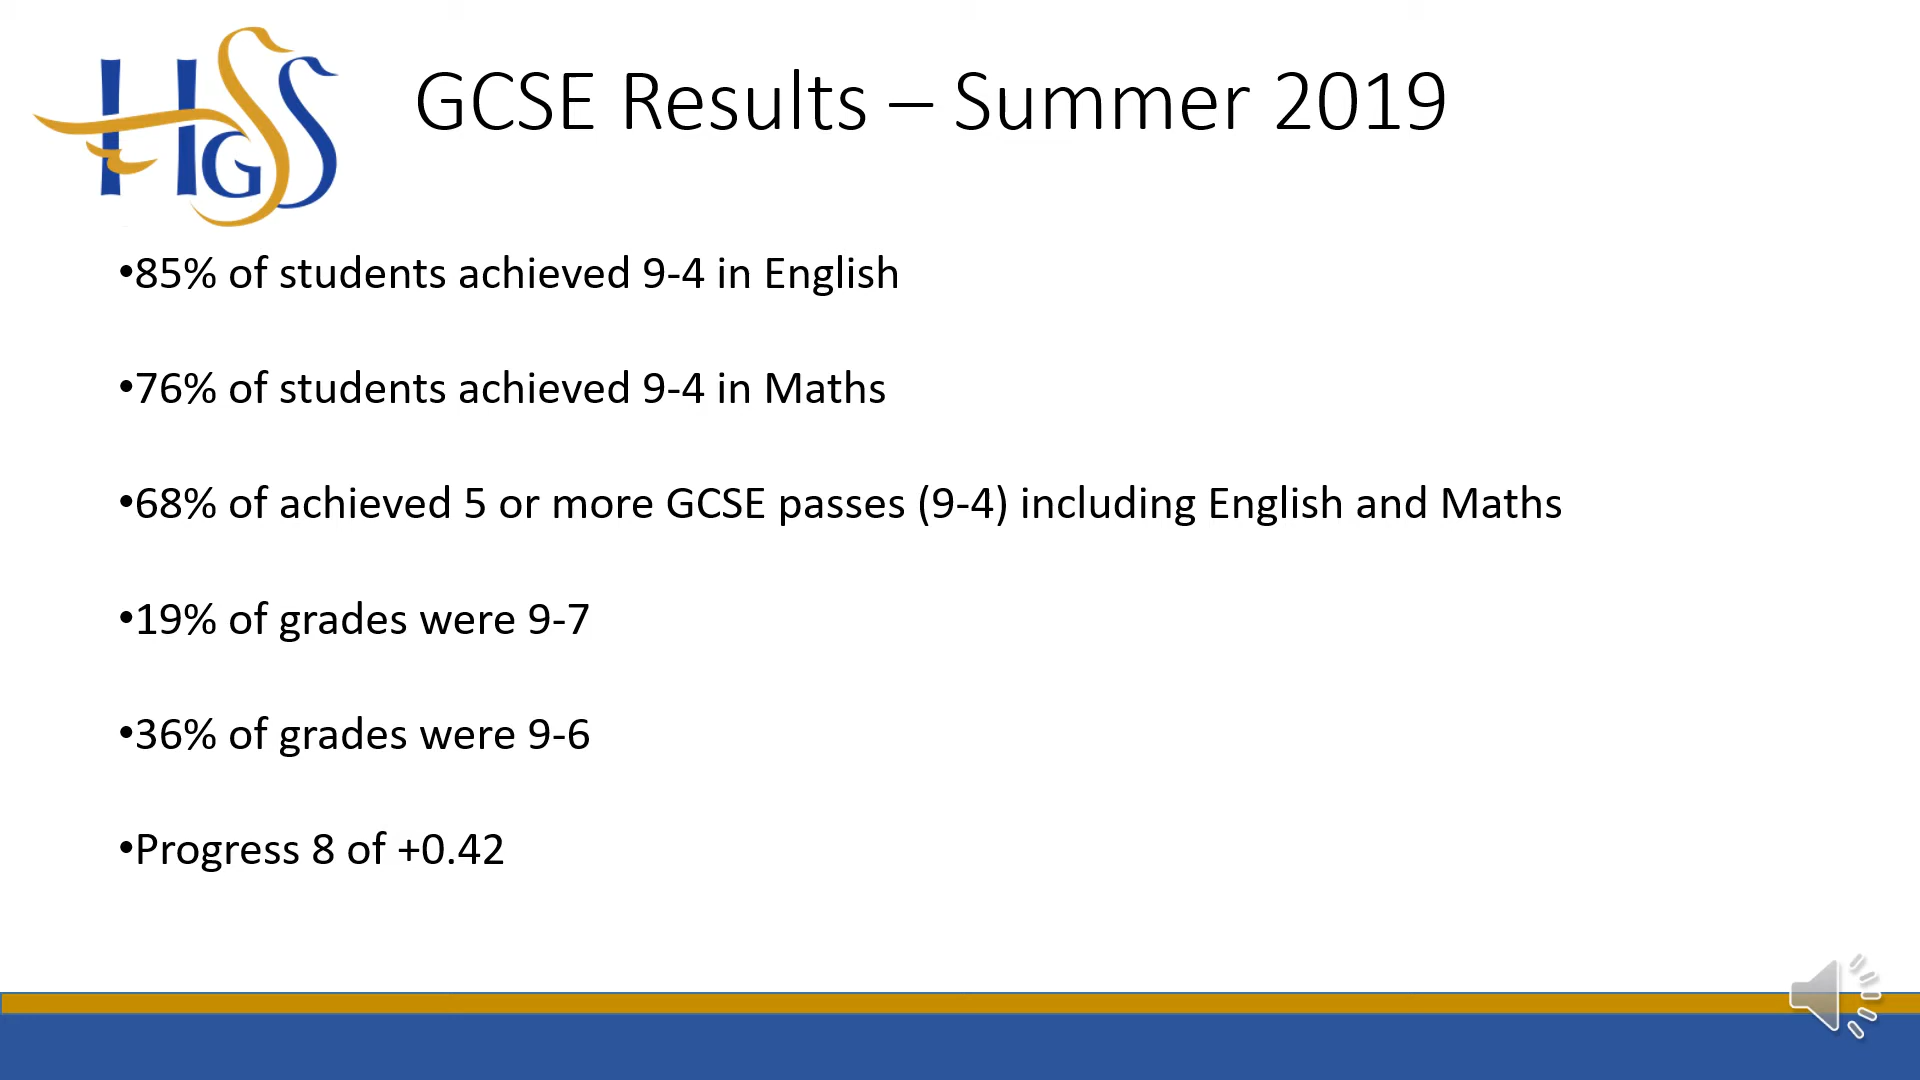 HGSS
GCSE Results – Summer 2019
•85% of students achieved 9-4 in English
•76% of students achieved 9-4 in Maths
•68% of achieved 5 or more GCSE passes (9-4) including English and Maths
•19% of grades were 9-7
•36% of grades were 9-6
•Progress 8 of +0.42